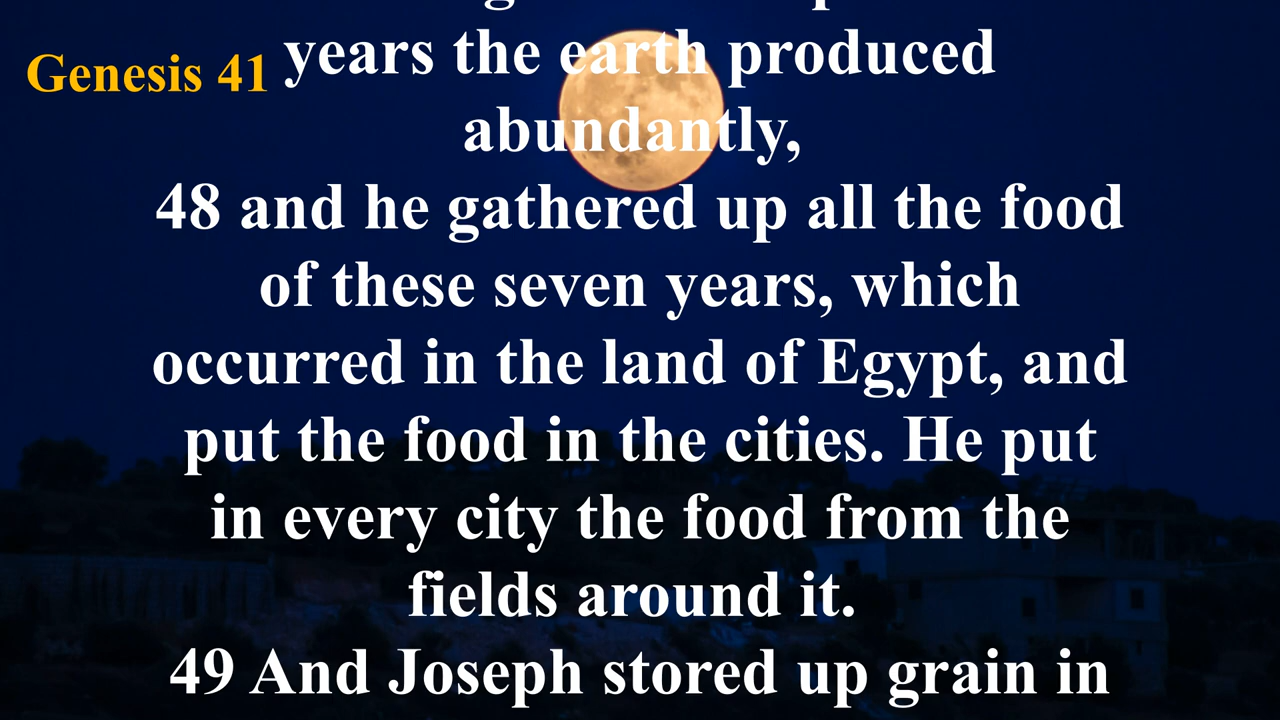 Genesis 41
years the earth produced
abundantly,
48 and he gathered up all the food
of these seven years, which
occurred in the land of Egypt, and
put the food in the cities. He put
in every city the food from the
fields around it.
49 And Joseph stored up grain in